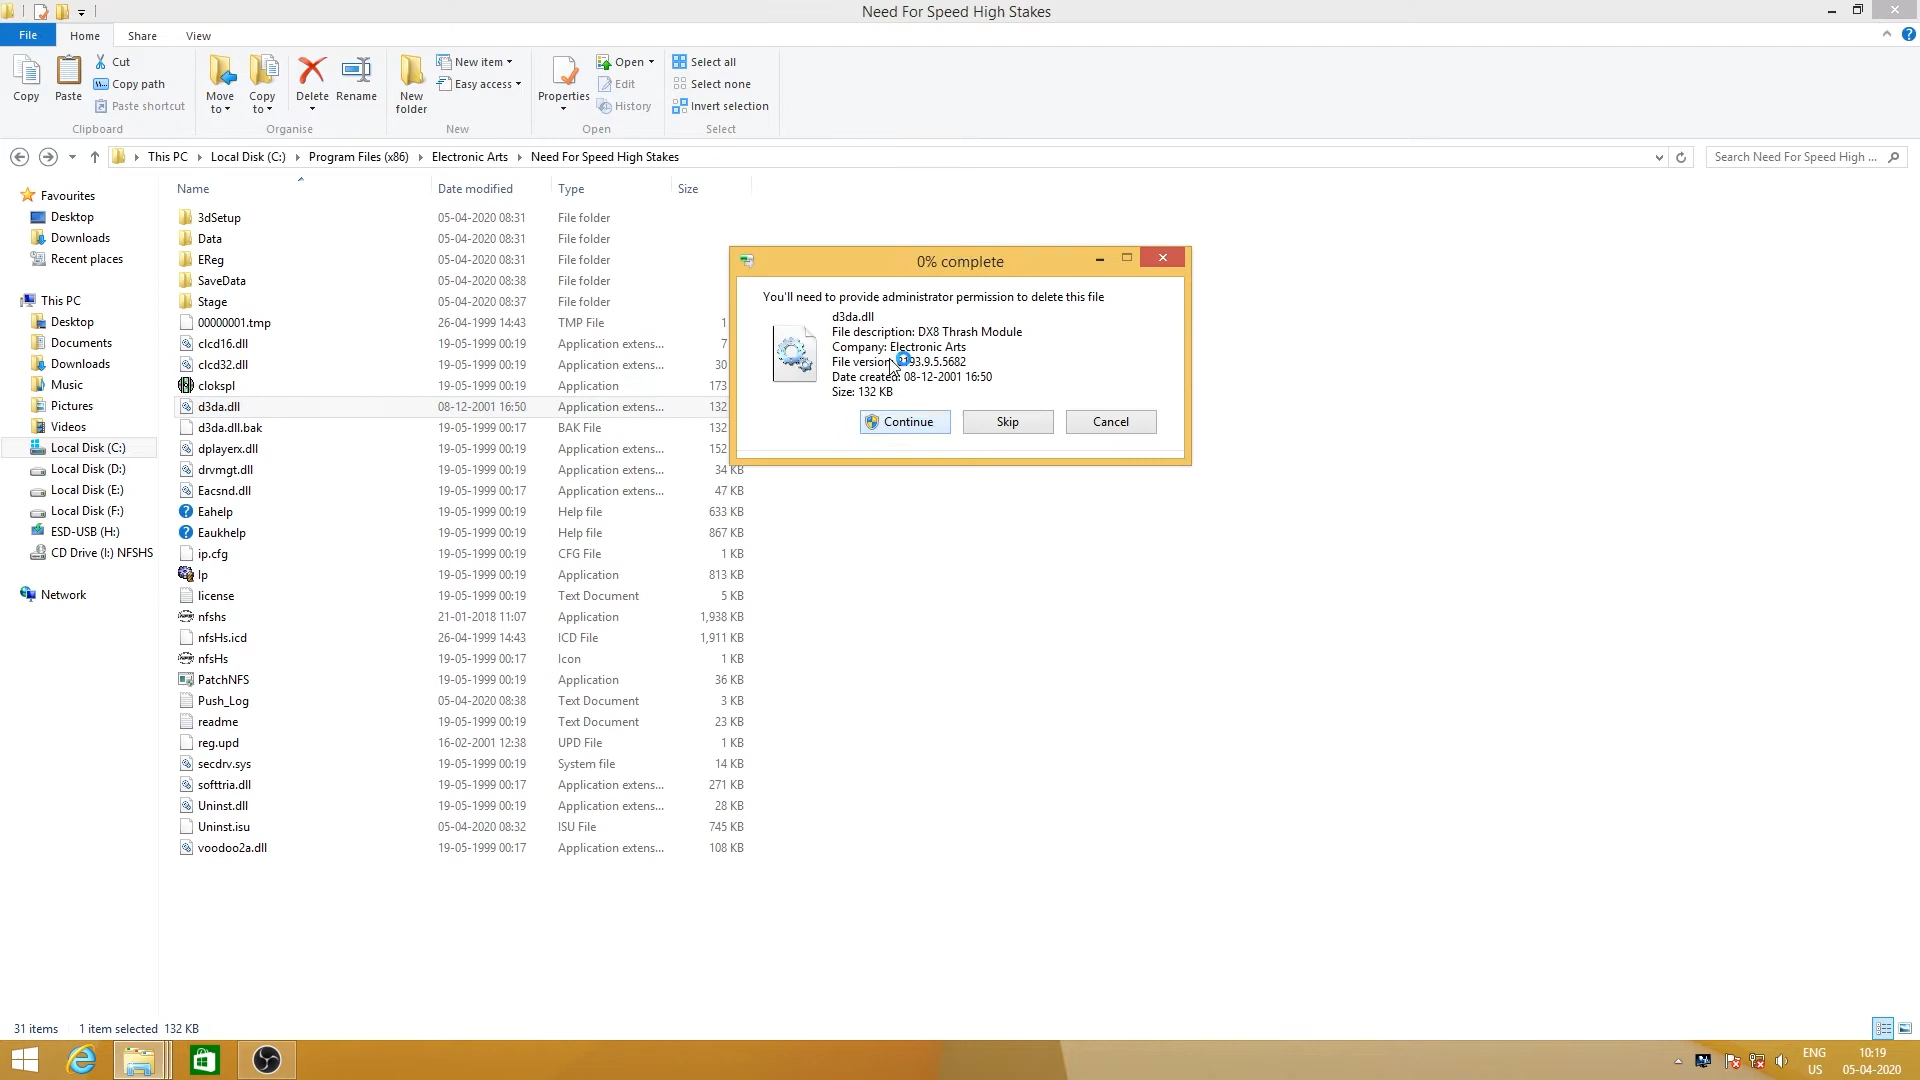 Need For Speed High Stakes
File Home Share View
Copy Paste Cut Copy path Paste shortcut Clipboard
Move to Copy to Delete Rename Organise
New folder New item Easy access New
Properties Open Edit History Open
Select all Select none Invert selection Select
This PC Local Disk (C:) Program Files (x86) Electronic Arts Need For Speed High Stakes Search Need For Speed High ...
Favourites
Desktop
Downloads
Recent places
This PC
Desktop
Documents
Downloads
Music
Pictures
Videos
Local Disk (C:)
Local Disk (D:)
Local Disk (E:)
Local Disk (F:)
ESD-USB (H:)
CD Drive (I:) NFSHS
Network
Name Date modified Type Size
3dSetup 05-04-2020 08:31 File folder
Data 05-04-2020 08:31 File folder
EReg 05-04-2020 08:31 File folder
SaveData 05-04-2020 08:38 File folder
Stage 05-04-2020 08:37 File folder
00000001.tmp 26-04-1999 14:43 TMP File 1
clcd16.dll 19-05-1999 00:19 Application extens... 7
clcd32.dll 19-05-1999 00:19 Application extens... 30
clokspl 19-05-1999 00:19 Application 173
d3da.dll 08-12-2001 16:50 Application extens... 132
d3da.dll.bak 19-05-1999 00:17 BAK File 132
dplayerx.dll 19-05-1999 00:19 Application extens... 152
drvmgt.dll 19-05-1999 00:19 Application extens... 34 KB
Eacsnd.dll 19-05-1999 00:17 Application extens... 47 KB
Eahelp 19-05-1999 00:19 Help file 633 KB
Eaukhelp 19-05-1999 00:19 Help file 867 KB
ip.cfg 19-05-1999 00:19 CFG File 1 KB
Ip 19-05-1999 00:19 Application 813 KB
license 19-05-1999 00:19 Text Document 5 KB
nfshs 21-01-2018 11:07 Application 1,938 KB
nfsHs.icd 26-04-1999 14:43 ICD File 1,911 KB
nfsHs 19-05-1999 00:17 Icon 1 KB
PatchNFS 19-05-1999 00:19 Application 36 KB
Push_Log 05-04-2020 08:38 Text Document 3 KB
readme 19-05-1999 00:19 Text Document 23 KB
reg.upd 16-02-2001 12:38 UPD File 1 KB
secdrv.sys 19-05-1999 00:19 System file 14 KB
softtria.dll 19-05-1999 00:17 Application extens... 271 KB
Uninst.dll 19-05-1999 00:19 Application extens... 28 KB
Uninst.isu 05-04-2020 08:32 ISU File 745 KB
voodoo2a.dll 19-05-1999 00:17 Application extens... 108 KB
0% complete
You'll need to provide administrator permission to delete this file
d3da.dll
File description: DX8 Thrash Module
Company: Electronic Arts
File version:
Date created: 08-12-2001 16:50
Size: 132 KB
Continue Skip Cancel
31 items 1 item selected 132 KB
ENG US
10:19
05-04-2020